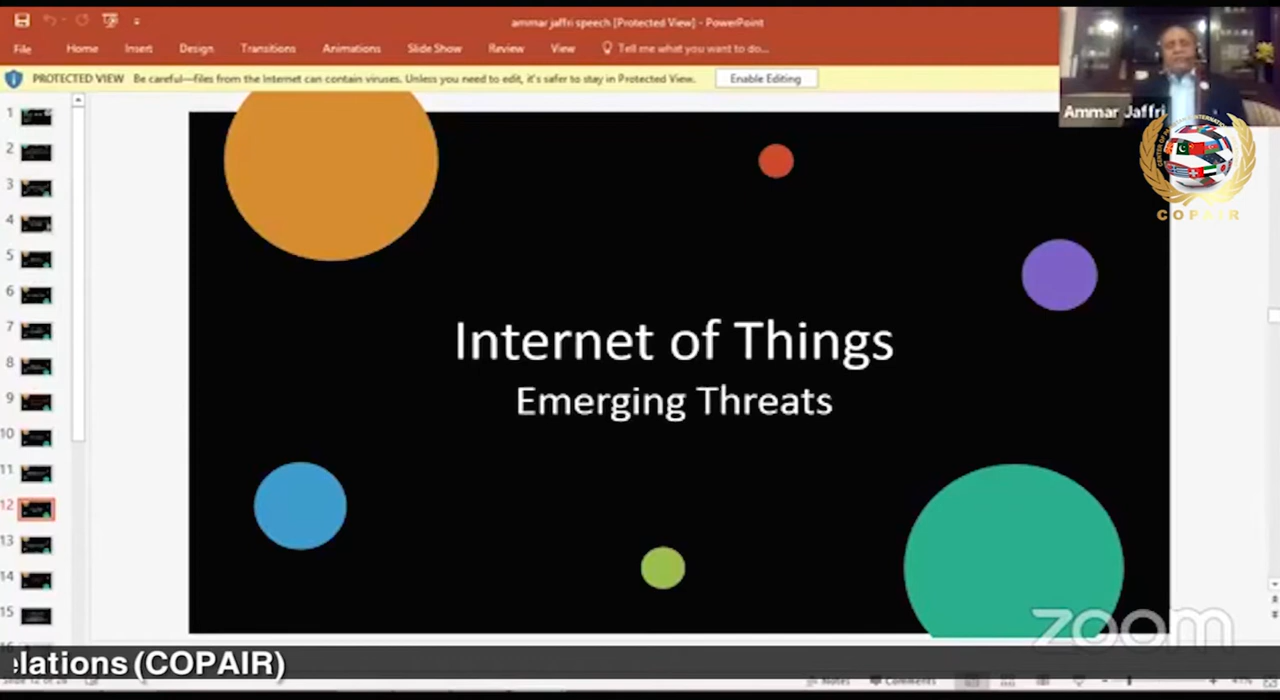 ammar jaffri speech [Protected View] - PowerPoint
File Home Insert Design Transitions Animations Slide Show Review View Tell me what you want to do...
PROTECTED VIEW Be careful—files from the Internet can contain viruses. Unless you need to edit, it's safer to stay in Protected View. Enable Editing
Ammar Jaffri
COPAIR
1
2
3
4
5
6
7
8
9
10
11
12
13
14
15
Internet of Things
Emerging Threats
zoom
elations (COPAIR)
Notes Comments